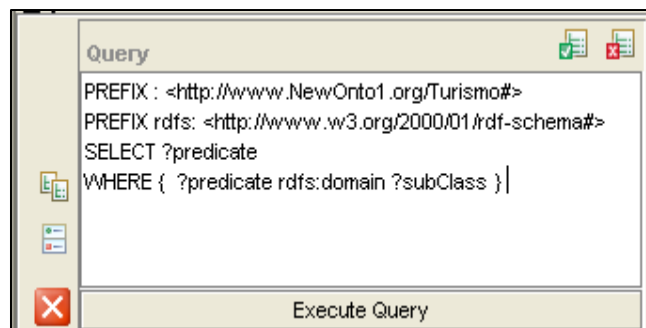 Query
PREFIX : <http://www.NewOnto1.org/Turismo#>
PREFIX rdfs: <http://www.w3.org/2000/01/rdf-schema#>
SELECT ?predicate
WHERE {  ?predicate rdfs:domain ?subClass }
Execute Query